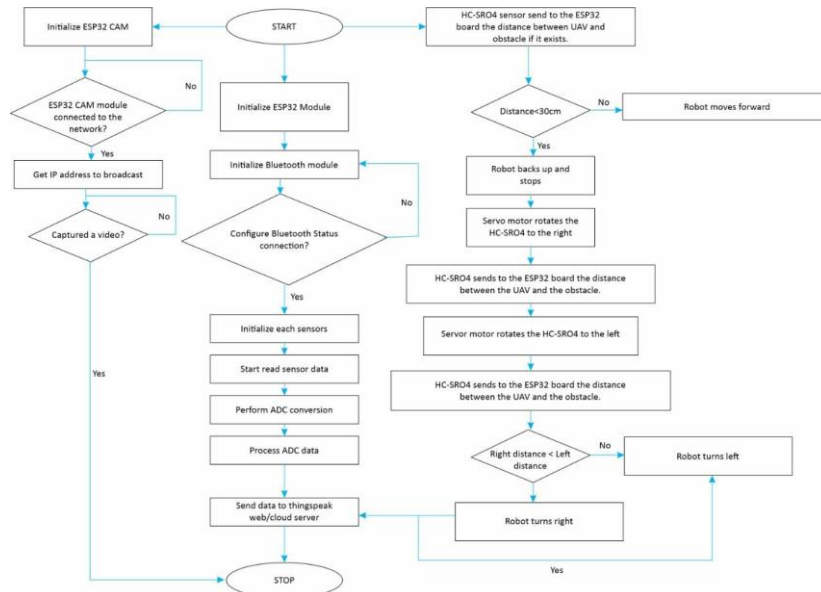 START
Initialize ESP32 CAM
No
ESP32 CAM module
connected to the
network?
Yes
Get IP address to broadcast
No
Captured a video?
Yes
Initialize ESP32 Module
Initialize Bluetooth module
No
Configure Bluetooth Status
connection?
Yes
Initialize each sensors
Start read sensor data
Perform ADC conversion
Process ADC data
Send data to thingspeak
web/cloud server
STOP
HC-SRO4 sensor send to the ESP32
board the distance between UAV and
obstacle if it exists.
Distance<30cm
No
Robot moves forward
Yes
Robot backs up and
stops
Servo motor rotates the
HC-SRO4 to the right
HC-SRO4 sends to the ESP32 board the distance
between the UAV and the obstacle.
Servor motor rotates the HC-SRO4 to the left
HC-SRO4 sends to the ESP32 board the distance
between the UAV and the obstacle.
Right distance < Left
distance
No
Robot turns left
Robot turns right
Yes